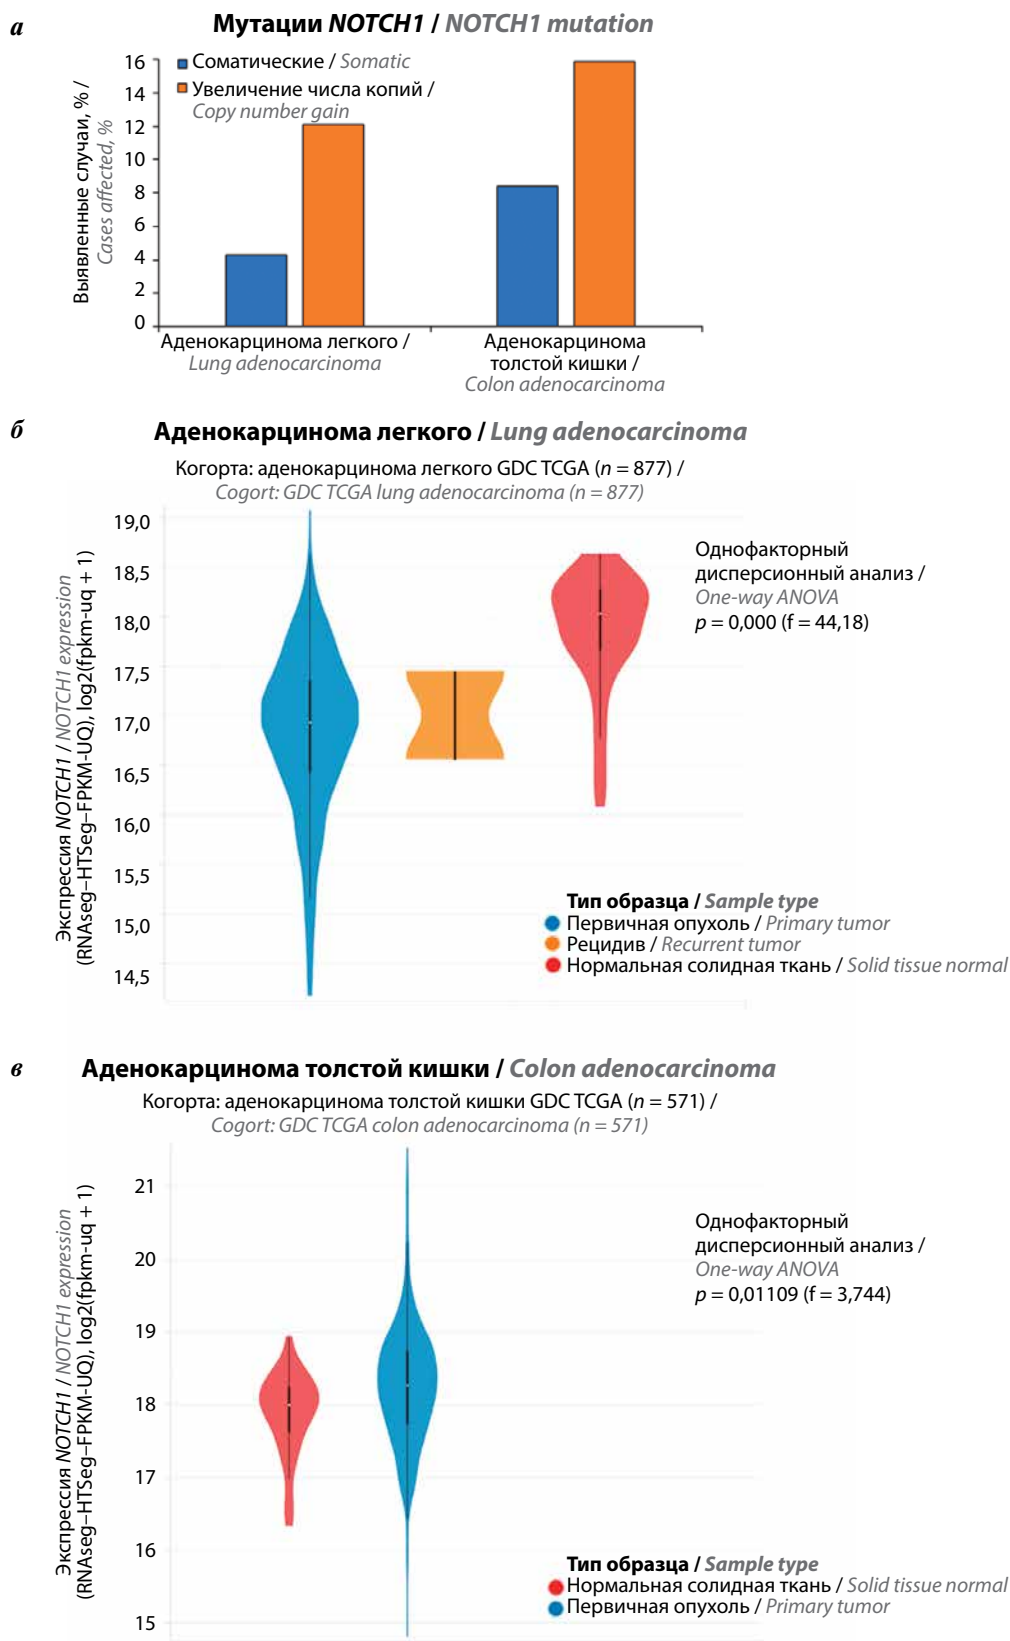 а
Мутации NOTCH1 / NOTCH1 mutation
Выявленные случаи, % /
Cases affected, %
16
14
12
10
8
6
4
2
0
Соматические / Somatic
Увеличение числа копий /
Copy number gain
Аденокарцинома легкого /
Lung adenocarcinoma
Аденокарцинома
толстой кишки /
Colon adenocarcinoma
б
Аденокарцинома легкого / Lung adenocarcinoma
Когорта: аденокарцинома легкого GDC TCGA (n = 877) /
Cogort: GDC TCGA lung adenocarcinoma (n = 877)
Экспрессия NOTCH1 / NOTCH1 expression
(RNAseg–HTSeg–FPKM-UQ), log2(fpkm-uq + 1)
19,0
18,5
18,0
17,5
17,0
16,5
16,0
15,5
15,0
14,5
Однофакторный
дисперсионный анализ /
One-way ANOVA
p = 0,000 (f = 44,18)
Тип образца / Sample type
Первичная опухоль / Primary tumor
Рецидив / Recurrent tumor
Нормальная солидная ткань / Solid tissue normal
в
Аденокарцинома толстой кишки / Colon adenocarcinoma
Когорта: аденокарцинома толстой кишки GDC TCGA (n = 571) /
Cogort: GDC TCGA colon adenocarcinoma (n = 571)
Экспрессия NOTCH1 / NOTCH1 expression
(RNAseg–HTSeg–FPKM-UQ), log2(fpkm-uq + 1)
21
20
19
18
17
16
15
Однофакторный
дисперсионный анализ /
One-way ANOVA
p = 0,01109 (f = 3,744)
Тип образца / Sample type
Нормальная солидная ткань / Solid tissue normal
Первичная опухоль / Primary tumor